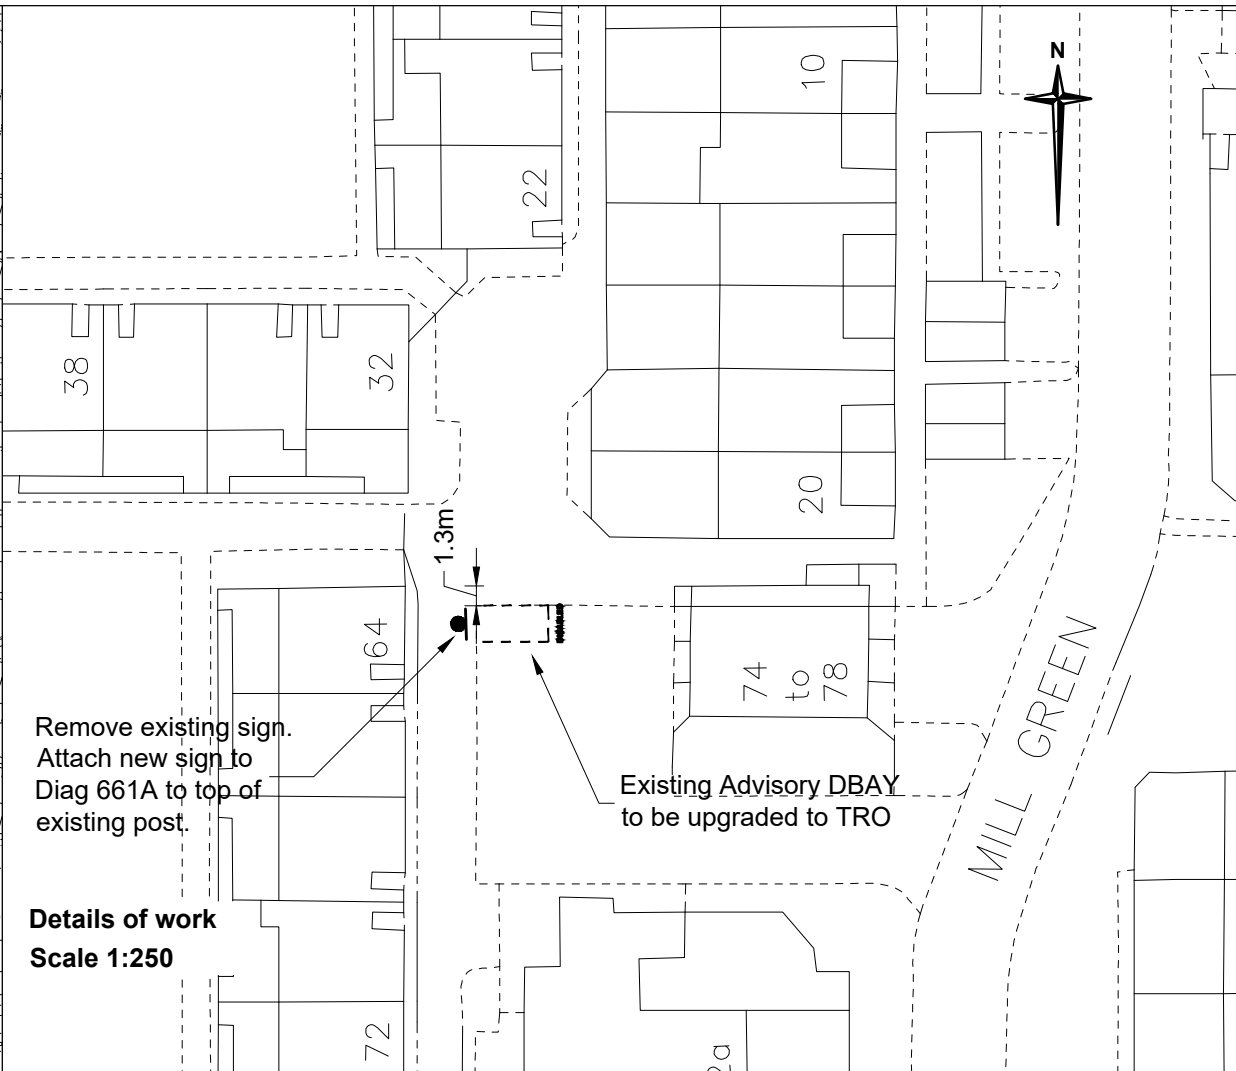 N
10
22
38
32
20
1.3m
64
74
to
78
MILL GREEN
Remove existing sign.
Attach new sign to
Diag 661A to top of
existing post.
Existing Advisory DBAY
to be upgraded to TRO
Details of work
Scale 1:250
72